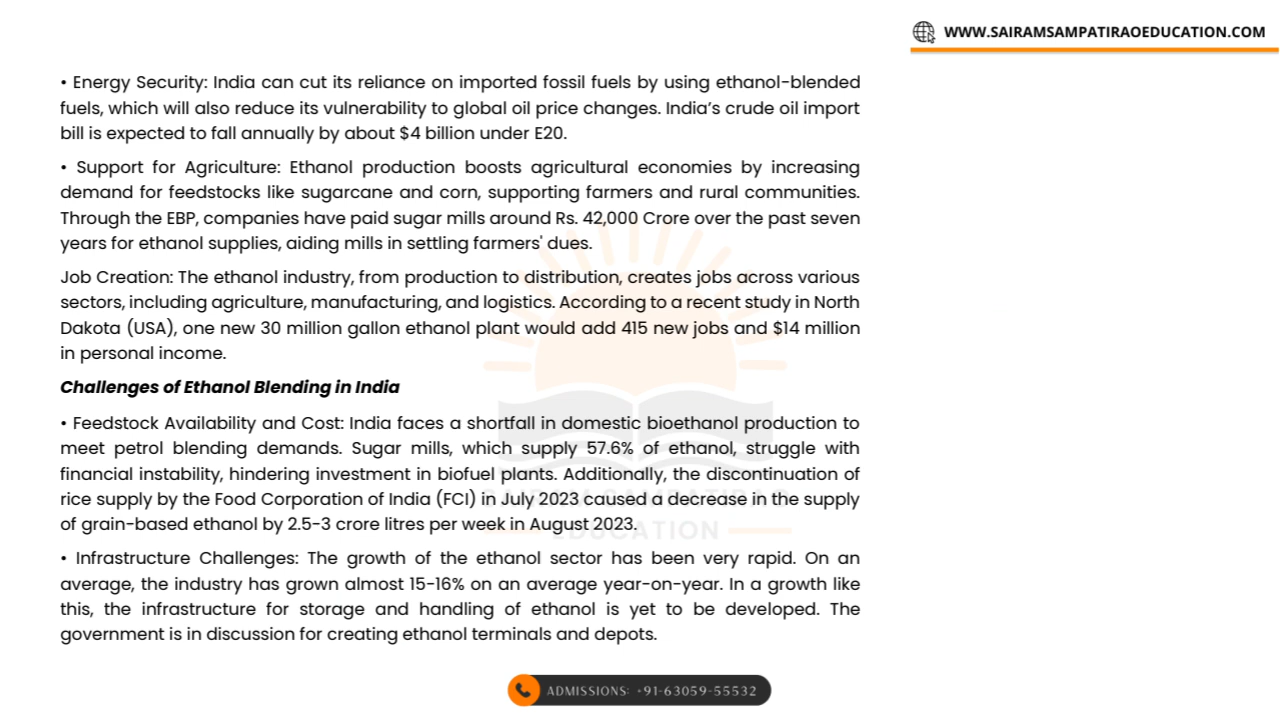 WWW.SAIRAMSAMPATIRAOEDUCATION.COM
• Energy Security: India can cut its reliance on imported fossil fuels by using ethanol-blended
fuels, which will also reduce its vulnerability to global oil price changes. India's crude oil import
bill is expected to fall annually by about $4 billion under E20.
• Support for Agriculture: Ethanol production boosts agricultural economies by increasing
demand for feedstocks like sugarcane and corn, supporting farmers and rural communities.
Through the EBP, companies have paid sugar mills around Rs. 42,000 Crore over the past seven
years for ethanol supplies, aiding mills in settling farmers' dues.
Job Creation: The ethanol industry, from production to distribution, creates jobs across various
sectors, including agriculture, manufacturing, and logistics. According to a recent study in North
Dakota (USA), one new 30 million gallon ethanol plant would add 415 new jobs and $14 million
in personal income.
Challenges of Ethanol Blending in India
• Feedstock Availability and Cost: India faces a shortfall in domestic bioethanol production to
meet petrol blending demands. Sugar mills, which supply 57.6% of ethanol, struggle with
financial instability, hindering investment in biofuel plants. Additionally, the discontinuation of
rice supply by the Food Corporation of India (FCI) in July 2023 caused a decrease in the supply
of grain-based ethanol by 2.5-3 crore litres per week in August 2023.
EDUCATION
• Infrastructure Challenges: The growth of the ethanol sector has been very rapid. On an
average, the industry has grown almost 15-16% on an average year-on-year. In a growth like
this, the infrastructure for storage and handling of ethanol is yet to be developed. The
government is in discussion for creating ethanol terminals and depots.
ADMISSIONS: +91-63059-55532